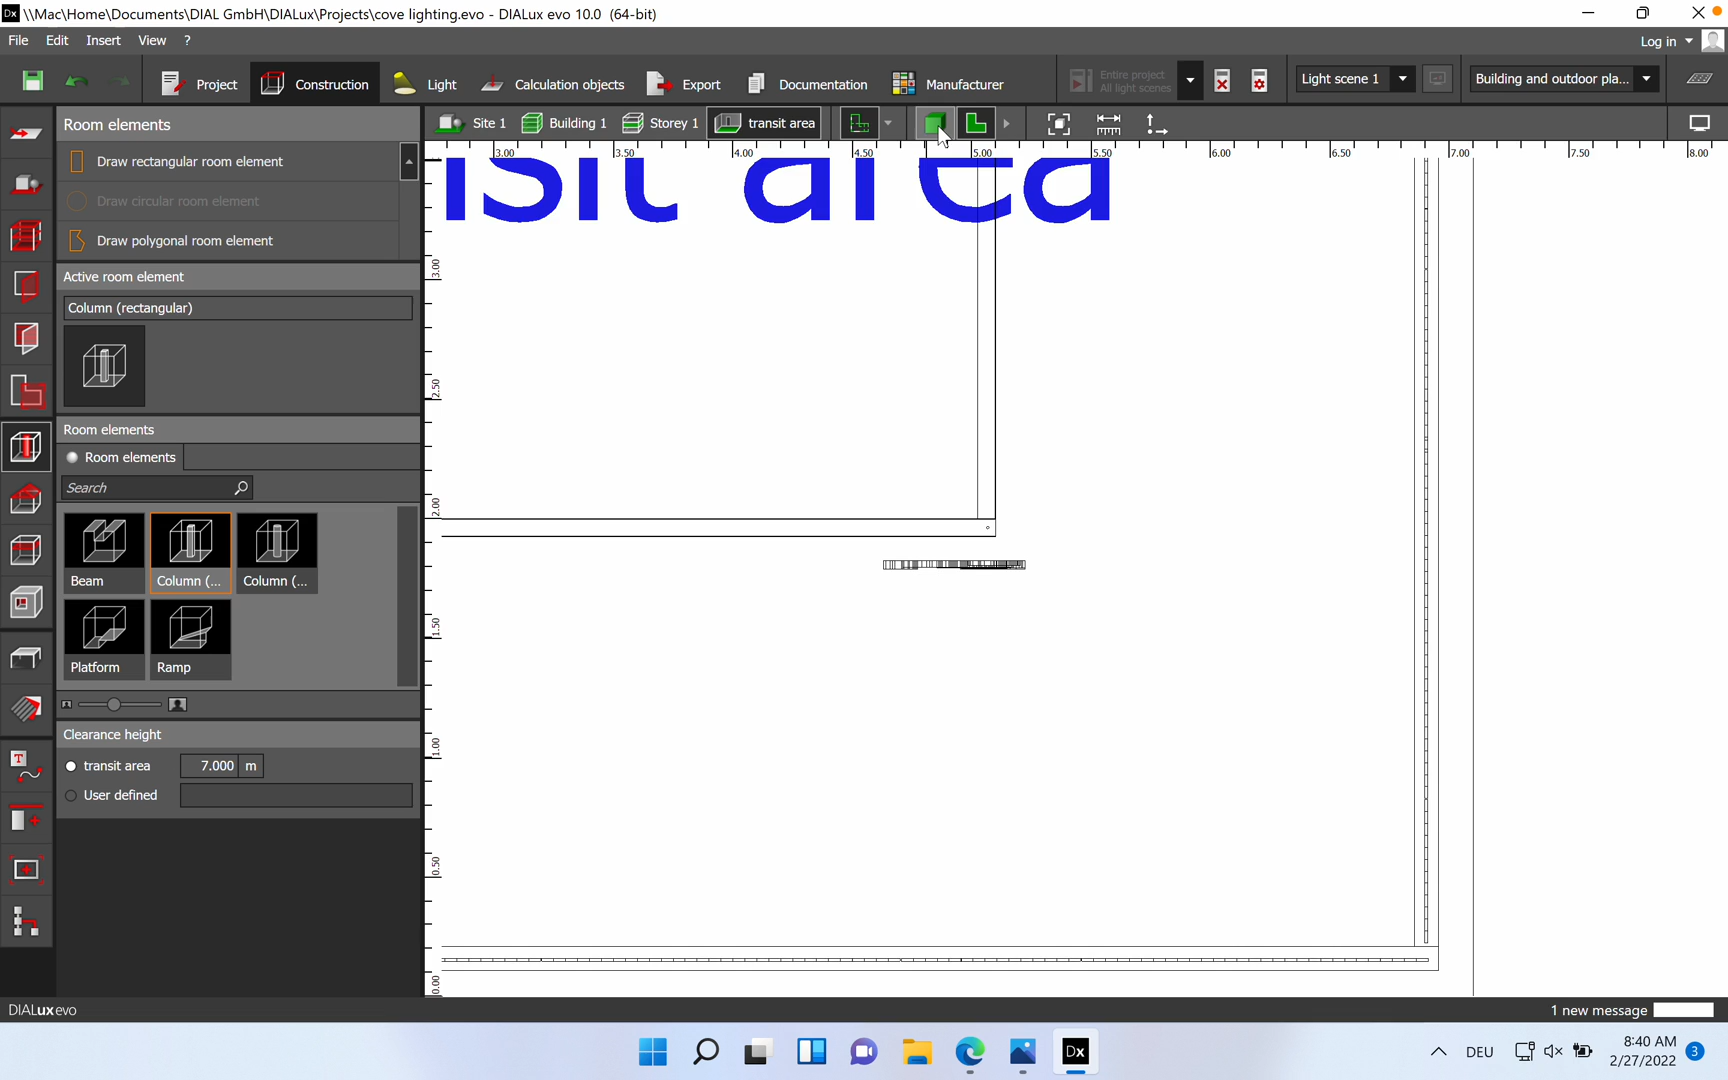 \\Mac\Home\Documents\DIAL GmbH\DIALux\Projects\cove lighting.evo - DIALux evo 10.0 (64-bit)
File Edit Insert View ?
Log in
Project Construction Light Calculation objects Export Documentation Manufacturer
Entire project
All light scenes
Light scene 1
Building and outdoor pla...
Room elements
Site 1 Building 1 Storey 1 transit area
3.00 3.50 4.00 4.50 5.00 5.50 6.00 6.50 7.00 7.50 8.00
Draw rectangular room element
Draw circular room element
Draw polygonal room element
isit area
Active room element
Column (rectangular)
Room elements
Room elements
Search
Beam
Column (...
Column (...
Platform
Ramp
Clearance height
transit area 7.000 m
User defined
3.00
2.50
2.00
1.50
1.00
0.50
0.00
DIALux evo
1 new message
Dx
DEU
8:40 AM
2/27/2022
3